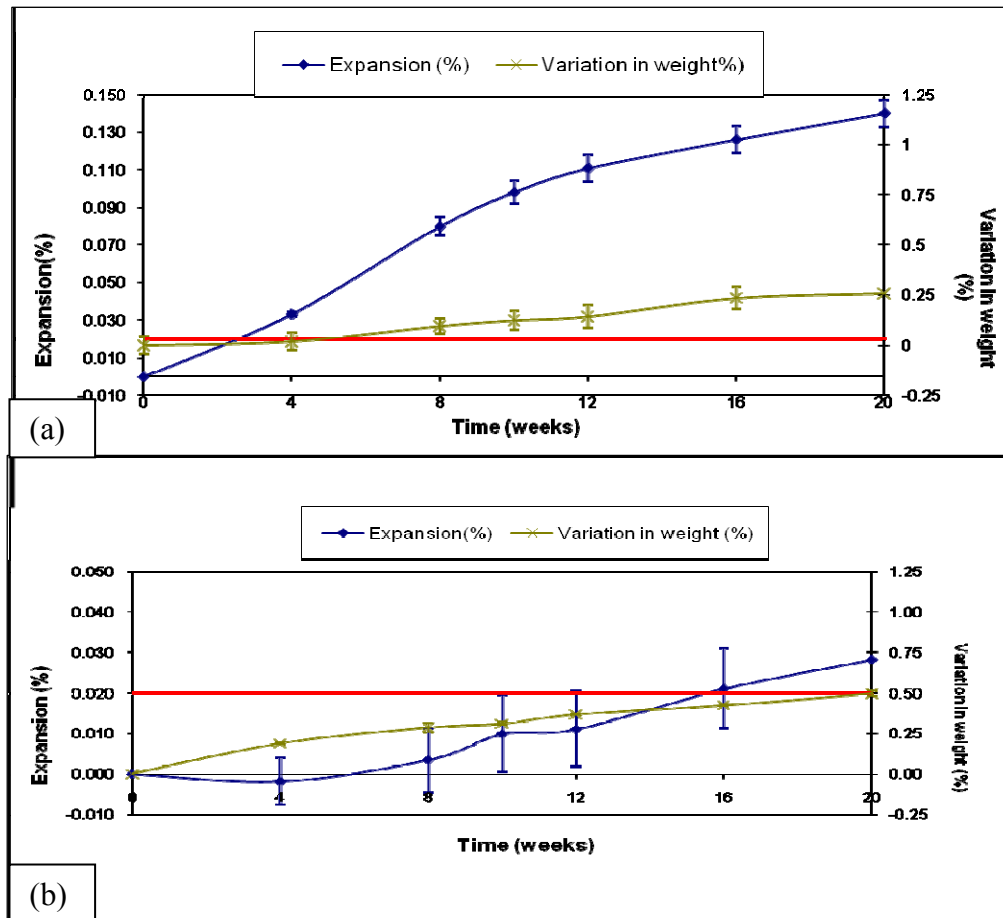 Expansion (%) Variation in weight%)
0.150 1.25
0.130 1
0.110 0.75
0.090
0.070 0.5
0.050 0.25
0.030
0.010 0
-0.010 -0.25
Expansion(%)
Variation in weight
(%)
0 4 8 12 16 20
Time (weeks)
(a)
Expansion(%) Variation in weight (%)
0.050 1.25
0.040 1.00
0.030 0.75
0.020 0.50
0.010 0.25
0.000 0.00
-0.010 -0.25
Expansion (%)
Variation in weight
(%)
0 4 8 12 16 20
Time (weeks)
(b)